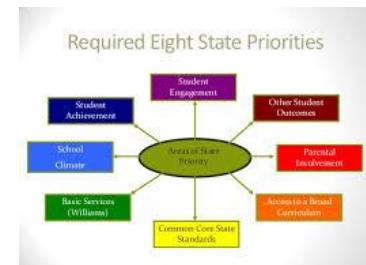 Required Eight State Priorities
Student
Engagement
Student
Achievement
Other Student
Outcomes
School
Climate
Areas of State
Priority
Parental
Involvement
Basic Services
(Williams)
Access to a Broad
Curriculum
Common Core State
Standards